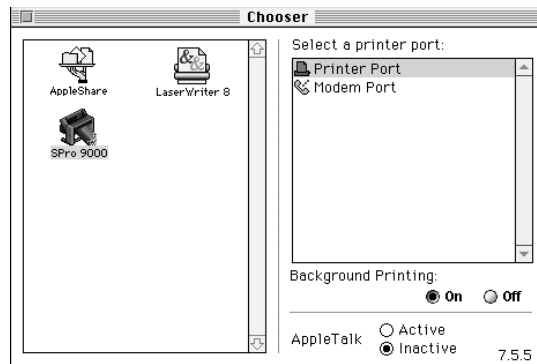 Chooser
AppleShare
LaserWriter 8
SPro 9000
Select a printer port:
Printer Port
Modem Port
Background Printing:
On Off
AppleTalk
Active
Inactive
7.5.5